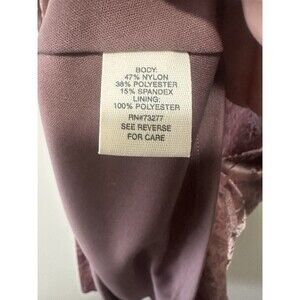 BODY:
47% NYLON
38% POLYESTER
15% SPANDEX
LINING:
100% POLYESTER
RN#73277
SEE REVERSE
FOR CARE